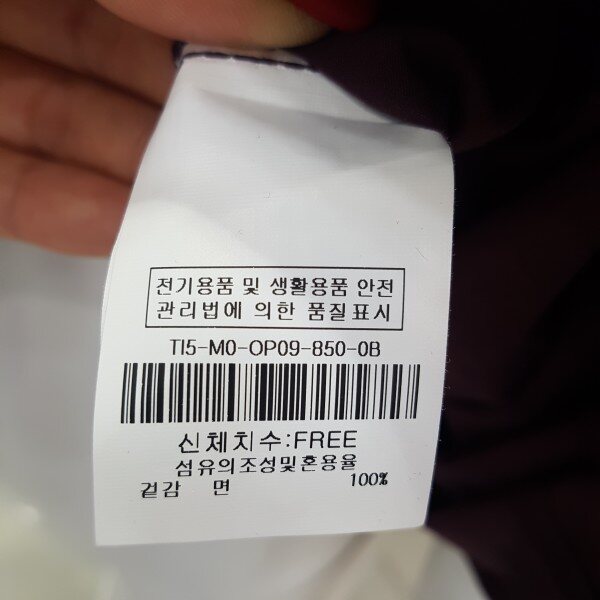 전기용품 및 생활용품 안전
관리법에 의한 품질표시
TI5-M0-OP09-850-0B
신체치수:FREE
섬유의조성및혼용율
겉감 면 100%